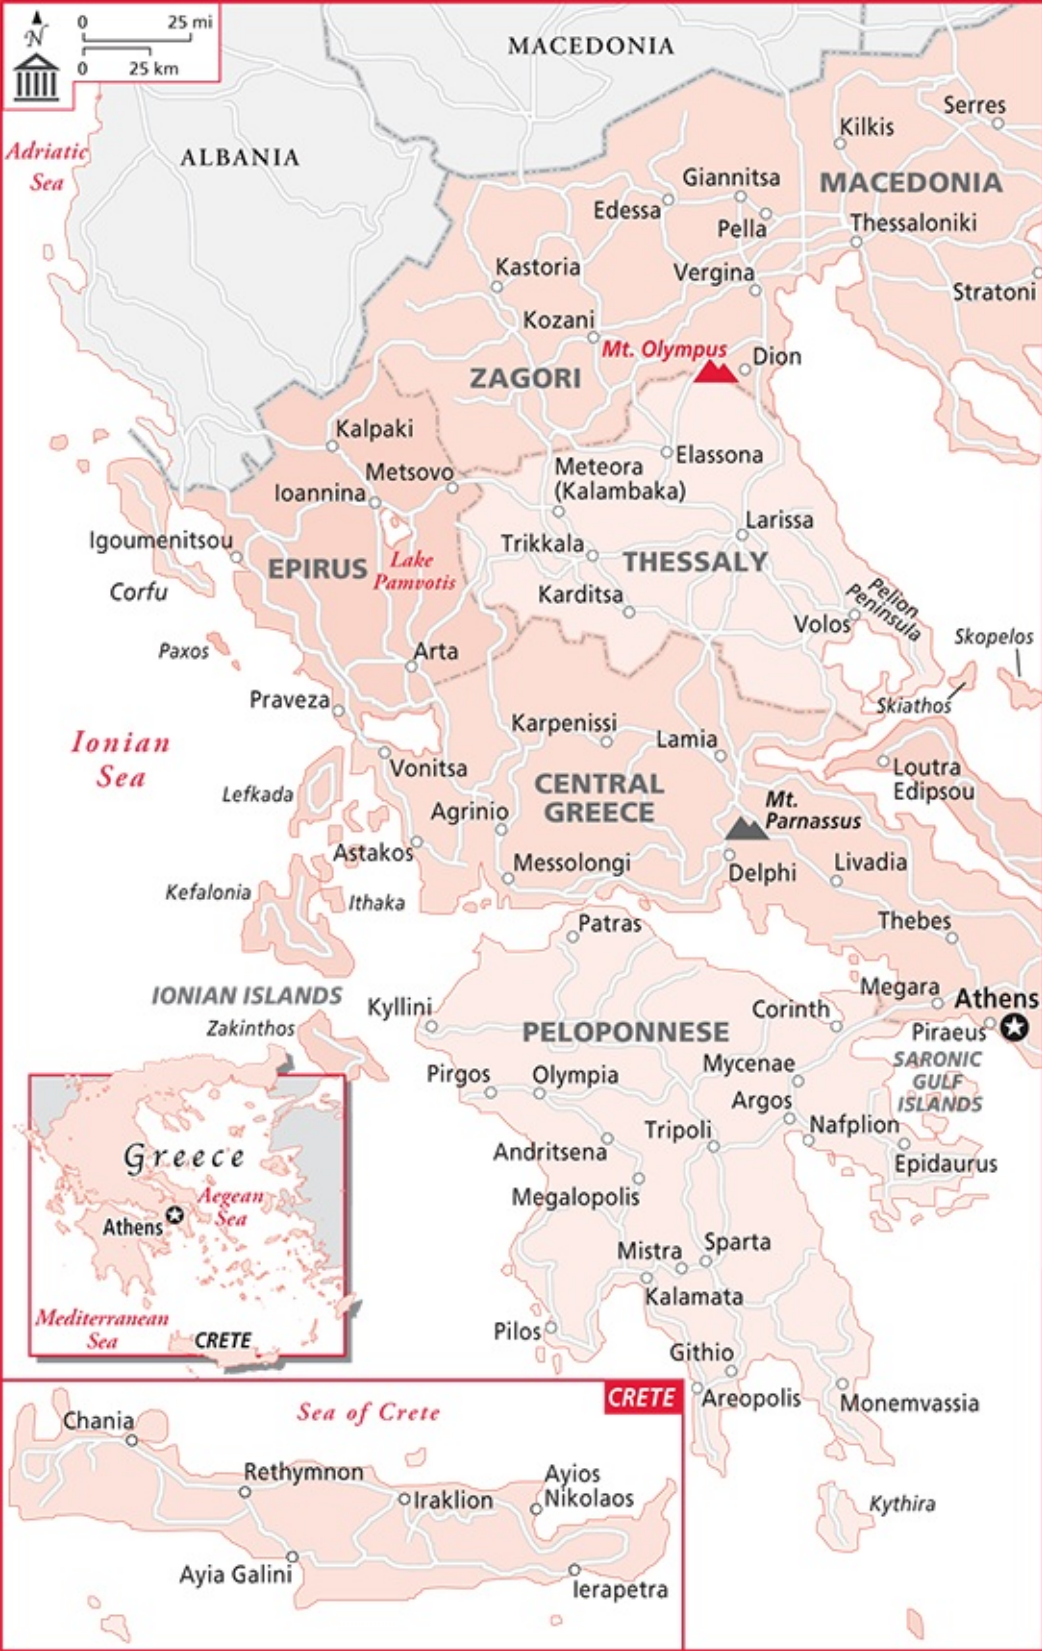 N
0 25 mi
0 25 km
MACEDONIA
ALBANIA
Adriatic
Sea
Serres
Kilkis
MACEDONIA
Giannitsa
Edessa
Pella
Thessaloniki
Kastoria
Vergina
Stratoni
Kozani
Mt. Olympus
Dion
ZAGORI
Kalpaki
Metsovo
Ioannina
Meteora
(Kalambaka)
Elassona
Larissa
Igoumenitsou
Corfu
EPIRUS
Lake
Pamvotis
Trikkala
THESSALY
Karditsa
Volos
Pelion
Peninsula
Skopelos
Skiathos
Paxos
Arta
Praveza
Ionian
Sea
Vonitsa
Lefkada
Karpenissi
Lamia
CENTRAL
GREECE
Loutra
Edipsou
Mt.
Parnassus
Agrinio
Astakos
Messolongi
Delphi
Livadia
Kefalonia
Ithaka
Patras
Thebes
IONIAN ISLANDS
Zakinthos
Kyllini
PELOPONNESE
Corinth
Megara
Athens
Piraeus
SARONIC
GULF
ISLANDS
Pirgos
Olympia
Mycenae
Argos
Nafplion
Epidaurus
Tripoli
Andritsena
Megalopolis
Mistra
Sparta
Kalamata
Pilos
Githio
Areopolis
Monemvassia
Kythira
Greece
Aegean
Sea
Athens
Mediterranean
Sea
CRETE
CRETE
Sea of Crete
Chania
Rethymnon
Iraklion
Ayios
Nikolaos
Ayia Galini
Ierapetra